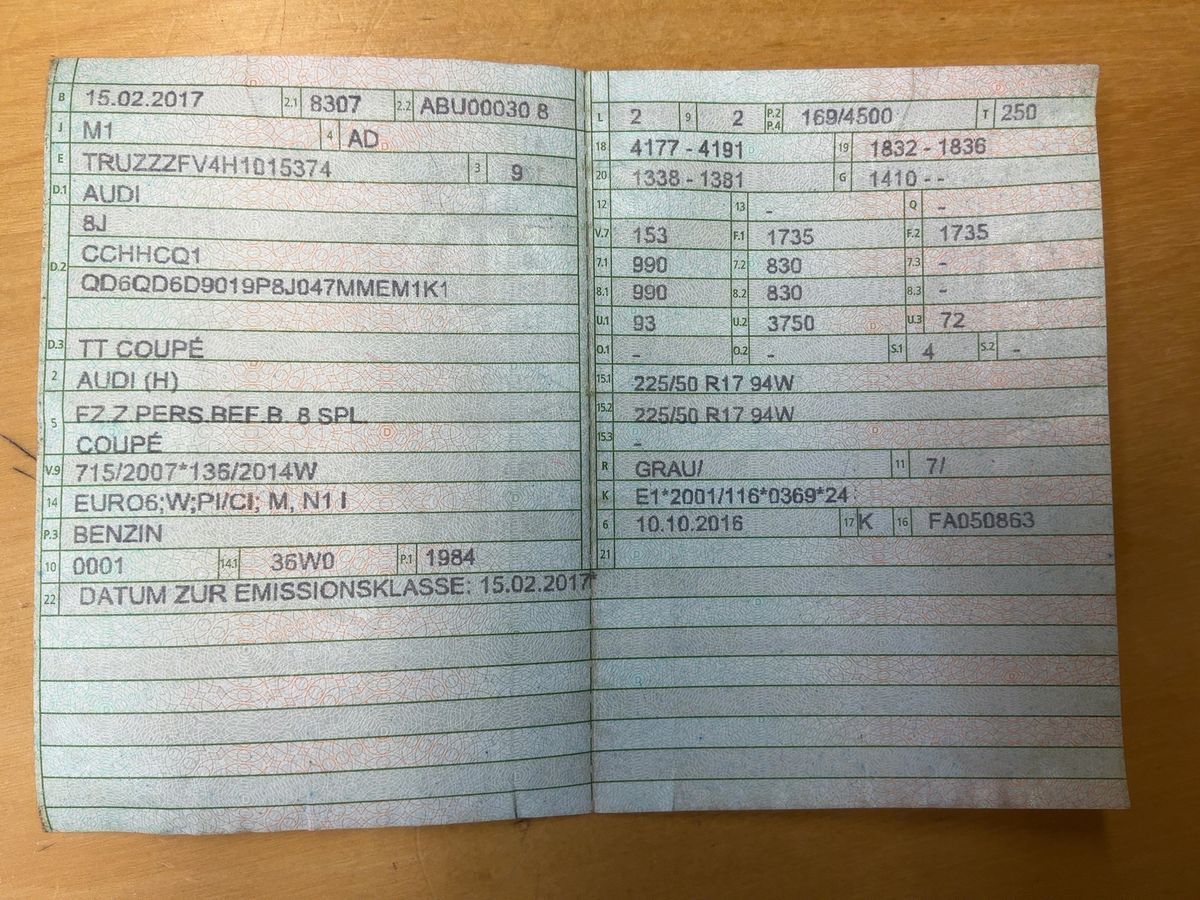 B 15.02.2017 2.1 8307 2.2 ABU00030 8
J M1 4 AD
E TRUZZZFV4H1015374 3 9
D.1 AUDI
8J
D.2 CCHHCQ1
QD6QD6D9019P8J047MMEM1K1
D.3 TT COUPÉ
2 AUDI (H)
5 FZ.Z.PERS.BEF.B. 8 SPL.
COUPÉ
V.9 715/2007*136/2014W
14 EURO6;W;PI/CI; M, N1 I
P.3 BENZIN
10 0001 14.1 36W0 P.1 1984
22 DATUM ZUR EMISSIONSKLASSE: 15.02.2017*
L 2 9 2 P.2 P.4 169/4500 T 250
18 4177 - 4191 19 1832 - 1836
20 1338 - 1381 G 1410 - -
12 13 - Q -
V.7 153 F.1 1735 F.2 1735
7.1 990 7.2 830 7.3 -
8.1 990 8.2 830 8.3 -
U.1 93 U.2 3750 U.3 72
O.1 - O.2 - S.1 4 S.2 -
15.1 225/50 R17 94W
15.2 225/50 R17 94W
15.3 -
R GRAU/ 11 7/
K E1*2001/116*0369*24
6 10.10.2016 17 K 16 FA050863
21